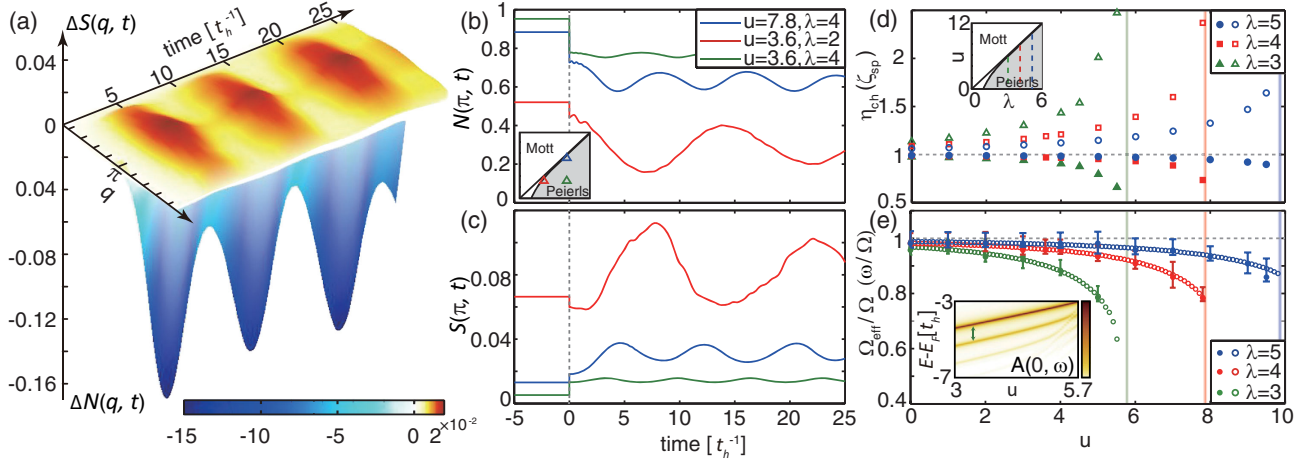 (a)
ΔS(q, t)
time [t_h^-1]
5
10
15
20
25
0.04
0
0.04
-0.08
-0.12
-0.16
π
q
ΔN(q, t)
-15
-10
-5
0
2×10^-2
(b)
N(π, t)
1
0.8
0.6
0.4
0.2
0
u=7.8, λ=4
u=3.6, λ=2
u=3.6, λ=4
Mott
Peierls
(c)
S(π, t)
0.08
0.04
0
-5
0
5
10
15
20
25
time [t_h^-1]
(d)
η_ch (ζ_sp)
2
1.5
1
0.5
12
u
0
0
λ
6
Mott
Peierls
λ=5
λ=4
λ=3
(e)
Ω_eff / Ω (ω/Ω)
1
0.8
0.6
0.4
0.2
0
E-E_F [t_h]
-3
-7
A(0, ω)
3
u
5.7
λ=5
λ=4
λ=3
0
2
4
6
8
10
u